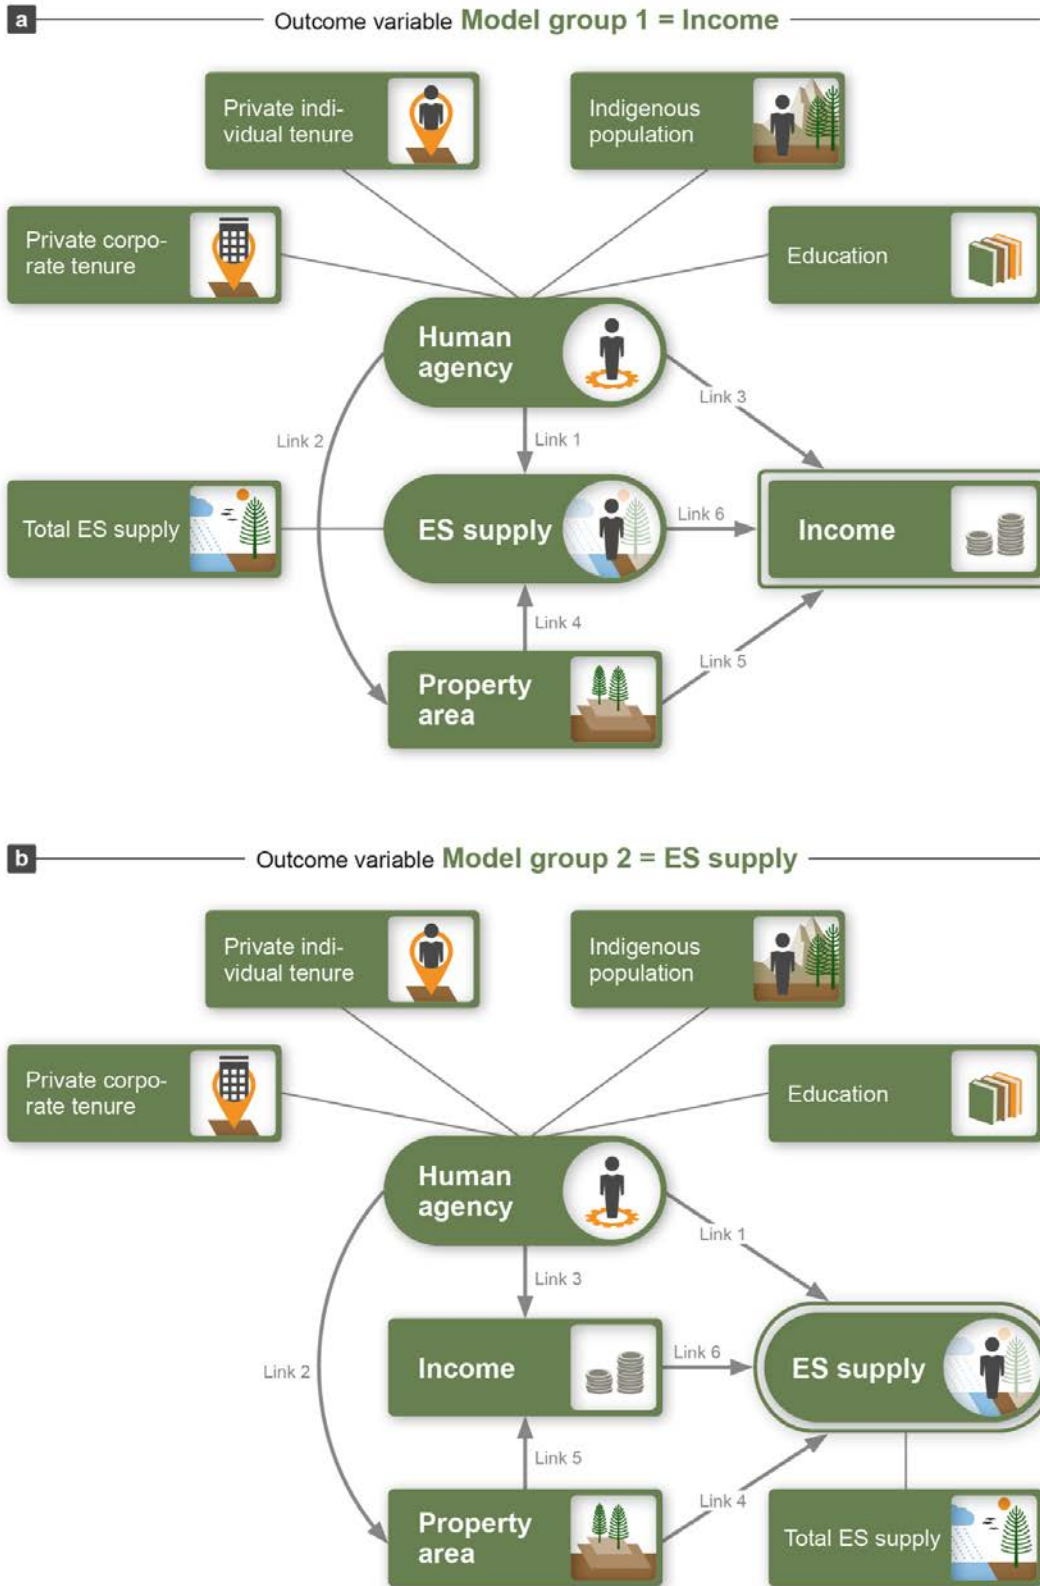 a
Outcome variable Model group 1 = Income
Private indi-
vidual tenure
Indigenous
population
Private corpo-
rate tenure
Education
Human
agency
Link 3
Link 2
Link 1
Total ES supply
ES supply
Link 6
Income
Link 4
Link 5
Property
area
b
Outcome variable Model group 2 = ES supply
Private indi-
vidual tenure
Indigenous
population
Private corpo-
rate tenure
Education
Human
agency
Link 1
Link 3
Link 2
Income
Link 6
ES supply
Link 5
Link 4
Property
area
Total ES supply